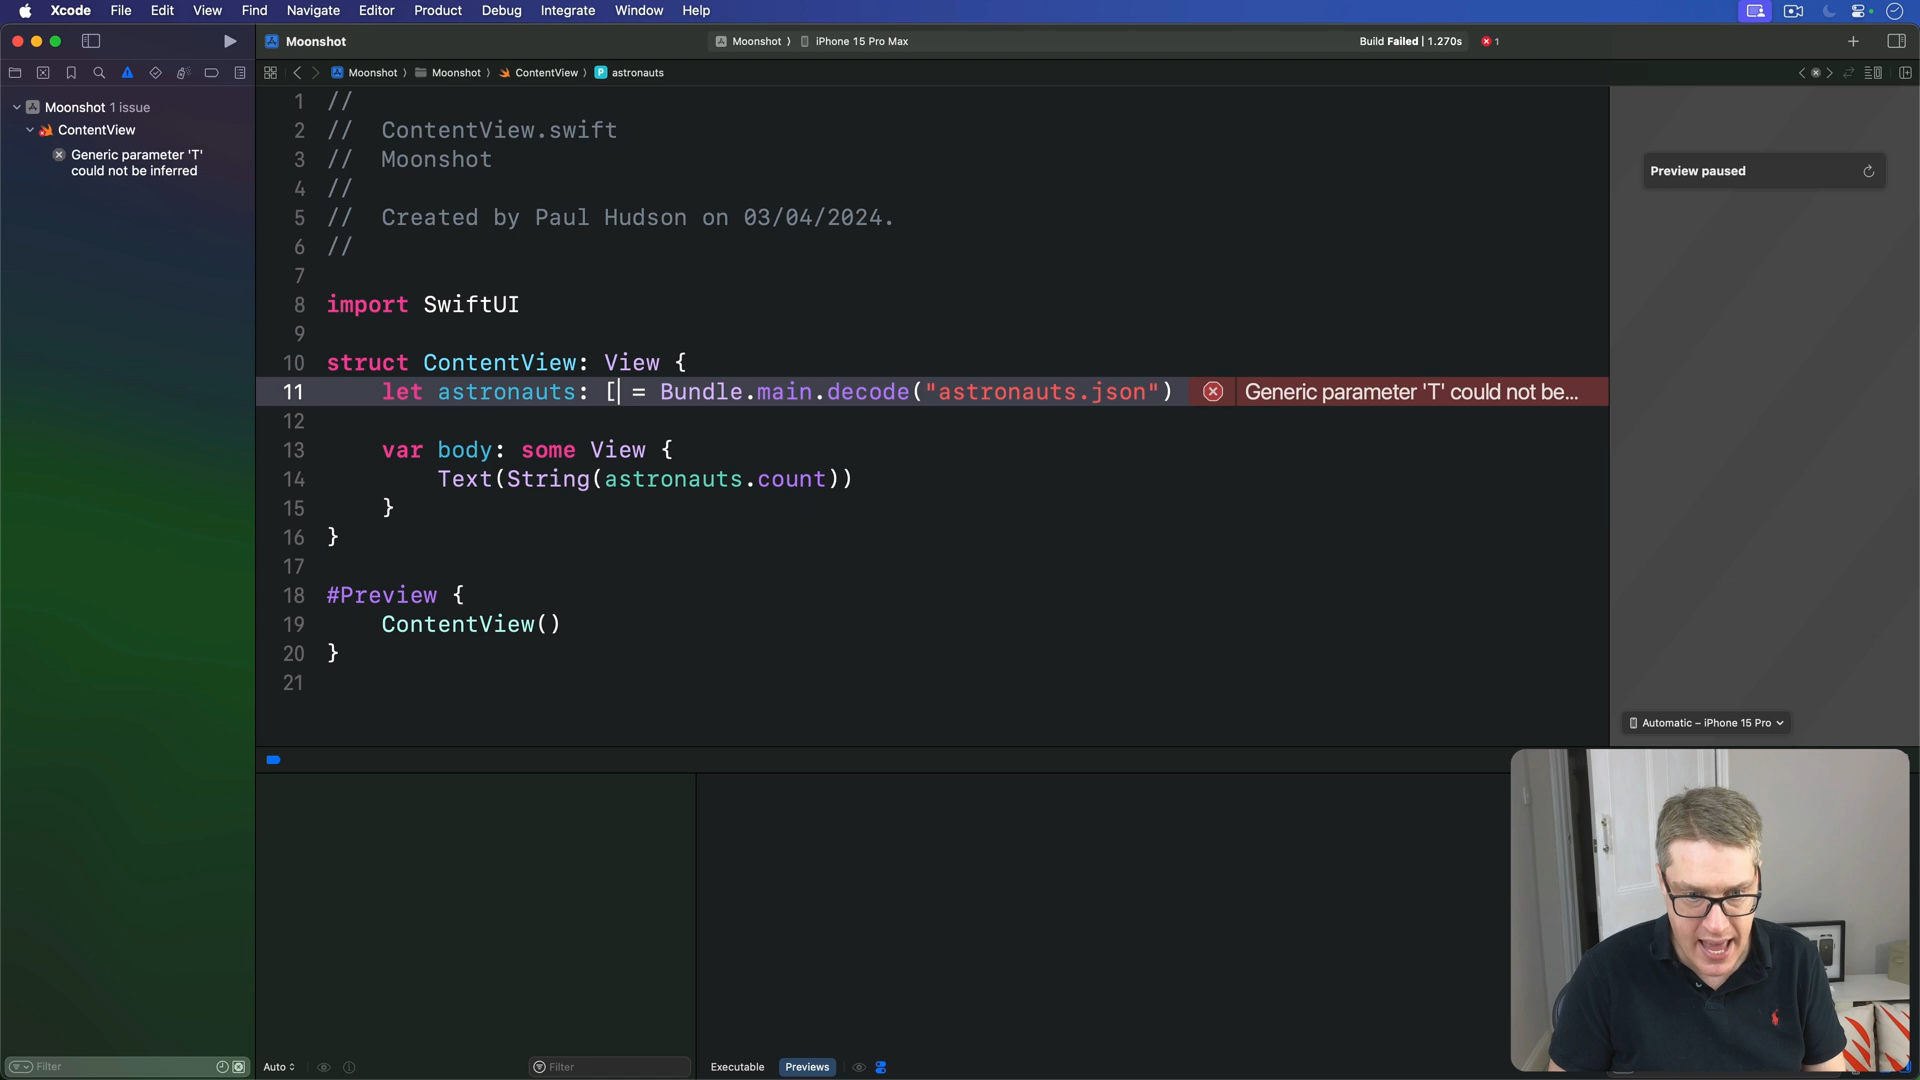 Xcode File Edit View Find Navigate Editor Product Debug Integrate Window Help
Moonshot
Moonshot 〉 iPhone 15 Pro Max
Build Failed | 1.270s
1
Moonshot 〉 Moonshot 〉 ContentView 〉 P astronauts
Moonshot 1 issue
ContentView
Generic parameter 'T'
could not be inferred
1 //
2 //  ContentView.swift
3 //  Moonshot
4 //
5 //  Created by Paul Hudson on 03/04/2024.
6 //
7
8 import SwiftUI
9
10 struct ContentView: View {
11     let astronauts: [ = Bundle.main.decode("astronauts.json")
Generic parameter 'T' could not be...
12
13     var body: some View {
14         Text(String(astronauts.count))
15     }
16 }
17
18 #Preview {
19     ContentView()
20 }
21
Preview paused
Automatic – iPhone 15 Pro
Filter
Auto
Filter
Executable
Previews